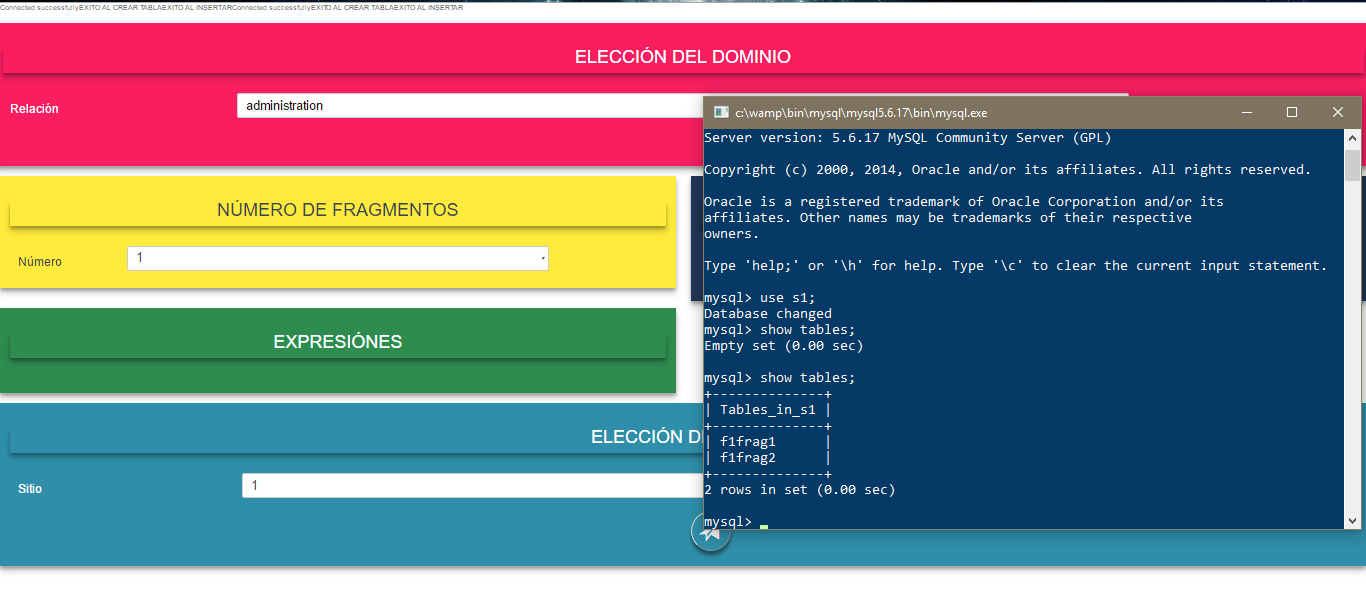 Connected successfullyEXITO AL CREAR TABLAEXITO AL INSERTARConnected successfullyEXITO AL CREAR TABLAEXITO AL INSERTAR
ELECCIÓN DEL DOMINIO
Relación
administration
NÚMERO DE FRAGMENTOS
Número
1
EXPRESIÓNES
ELECCIÓN D
Sitio
1
c:\wamp\bin\mysql\mysql5.6.17\bin\mysql.exe
Server version: 5.6.17 MySQL Community Server (GPL)
Copyright (c) 2000, 2014, Oracle and/or its affiliates. All rights reserved.
Oracle is a registered trademark of Oracle Corporation and/or its
affiliates. Other names may be trademarks of their respective
owners.
Type 'help;' or '\h' for help. Type '\c' to clear the current input statement.
mysql> use s1;
Database changed
mysql> show tables;
Empty set (0.00 sec)
mysql> show tables;
+--------------+
| Tables_in_s1 |
+--------------+
| f1frag1      |
| f1frag2      |
+--------------+
2 rows in set (0.00 sec)
mysql>